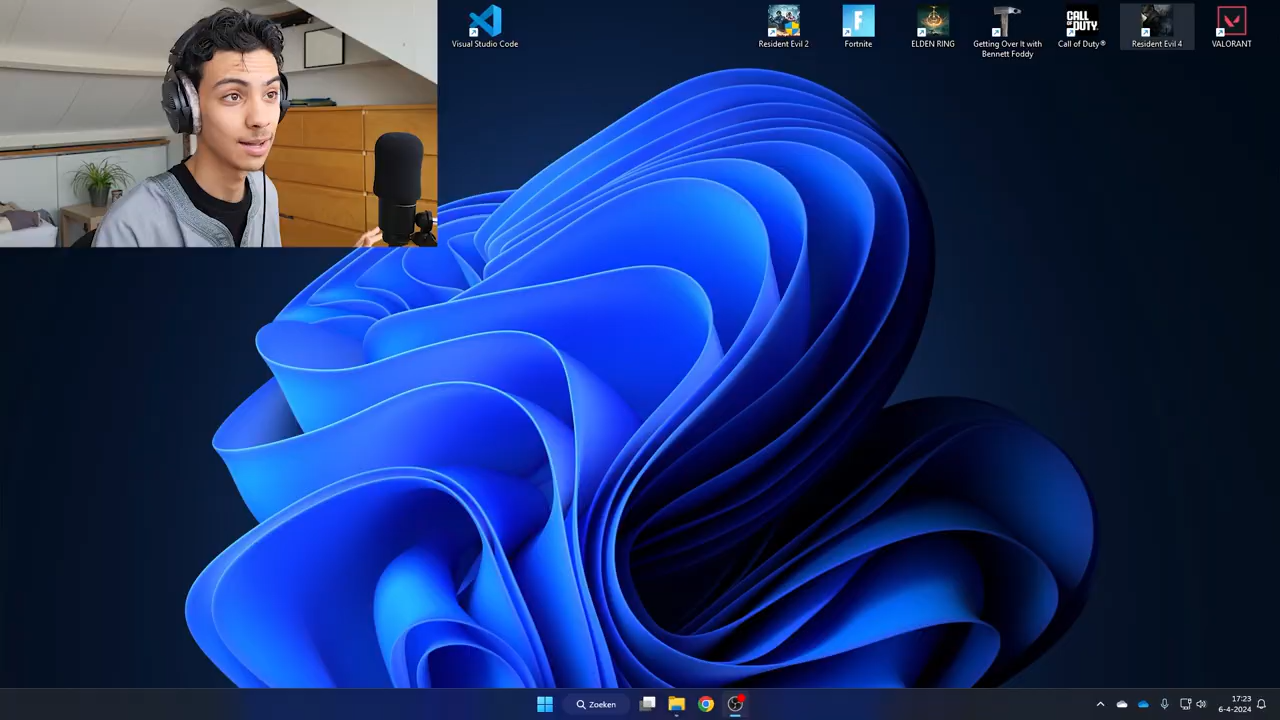 Visual Studio Code
Resident Evil 2
Fortnite
ELDEN RING
Getting Over It with
Bennett Foddy
CALL OF DUTY
Call of Duty®
Resident Evil 4
VALORANT
Zoeken
17:23
6-4-2024